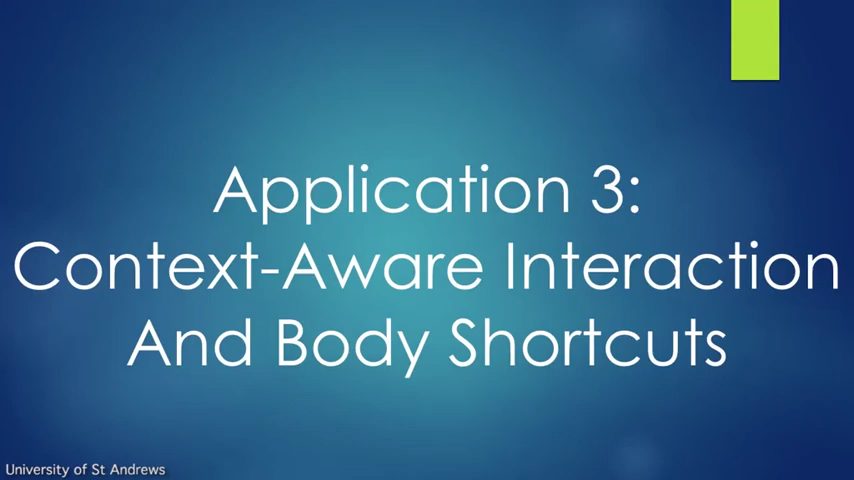 Application 3:
Context-Aware Interaction
And Body Shortcuts
University of St Andrews